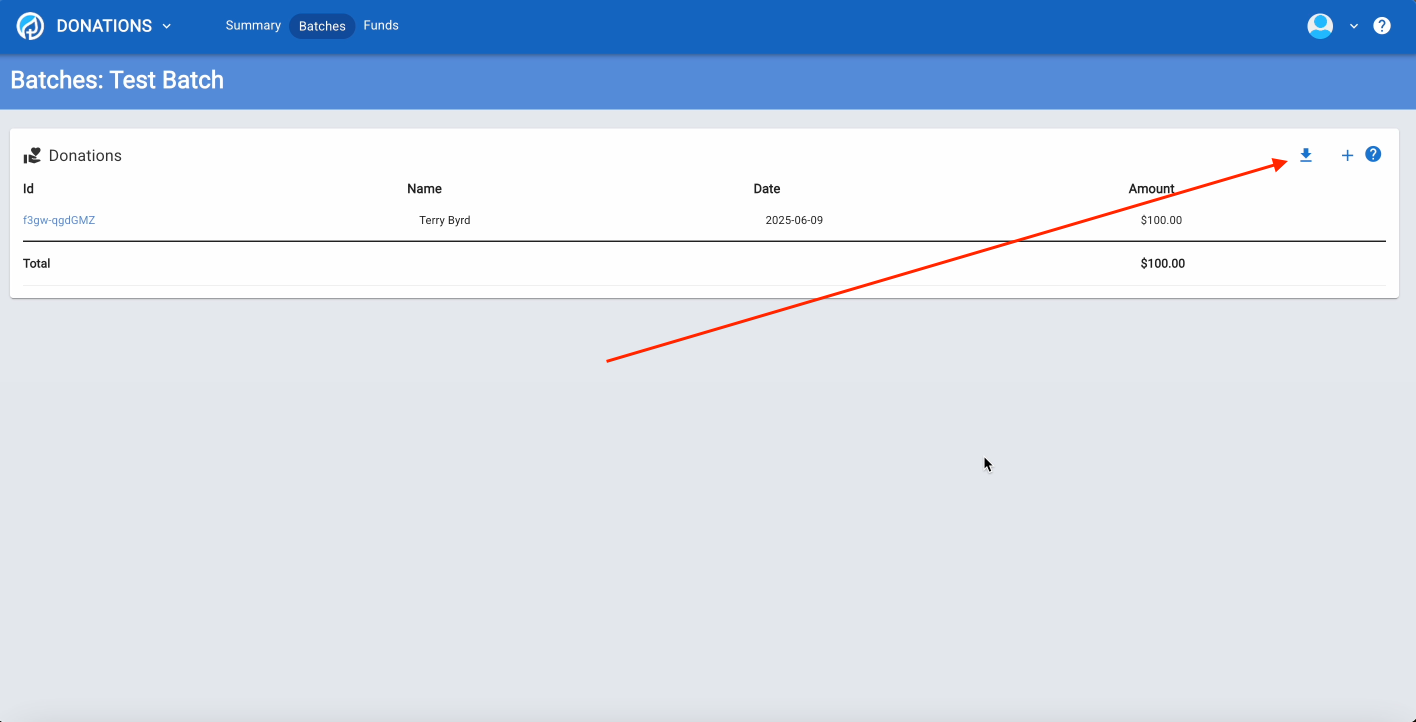 DONATIONS Summary Batches Funds ?
Batches: Test Batch
Donations + ?
Id Name Date Amount
f3gw-qgdGMZ Terry Byrd 2025-06-09 $100.00
Total $100.00